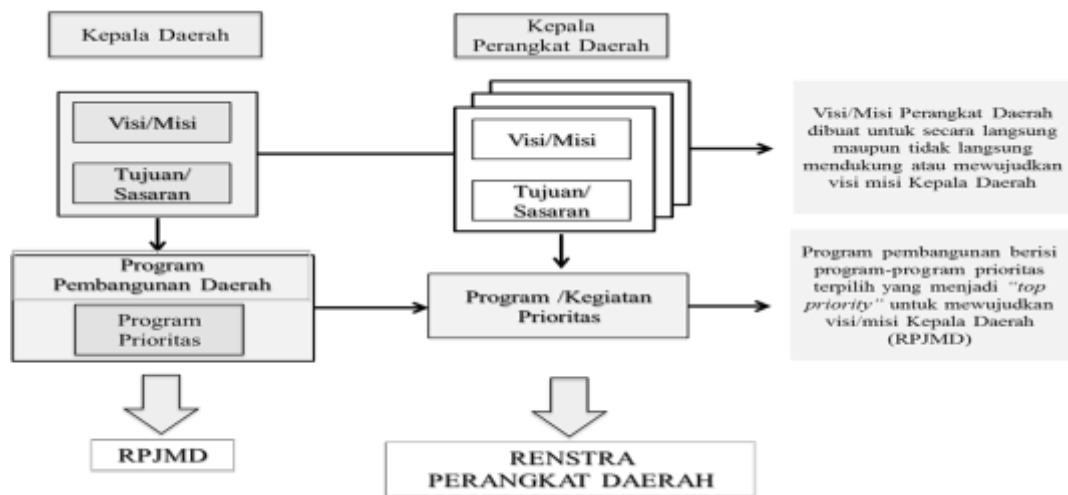 Kepala Daerah
Kepala
Perangkat Daerah
Visi/Misi
Tujuan/
Sasaran
Visi/Misi
Tujuan/
Sasaran
Visi/Misi Perangkat Daerah
dibuat untuk secara langsung
maupun tidak langsung
mendukung atau mewujudkan
visi misi Kepala Daerah
Program
Pembangunan Daerah
Program
Prioritas
Program /Kegiatan
Prioritas
Program pembangunan berisi
program-program prioritas
terpilih yang menjadi "top
priority" untuk mewujudkan
visi/misi Kepala Daerah
(RPJMD)
RPJMD
RENSTRA
PERANGKAT DAERAH